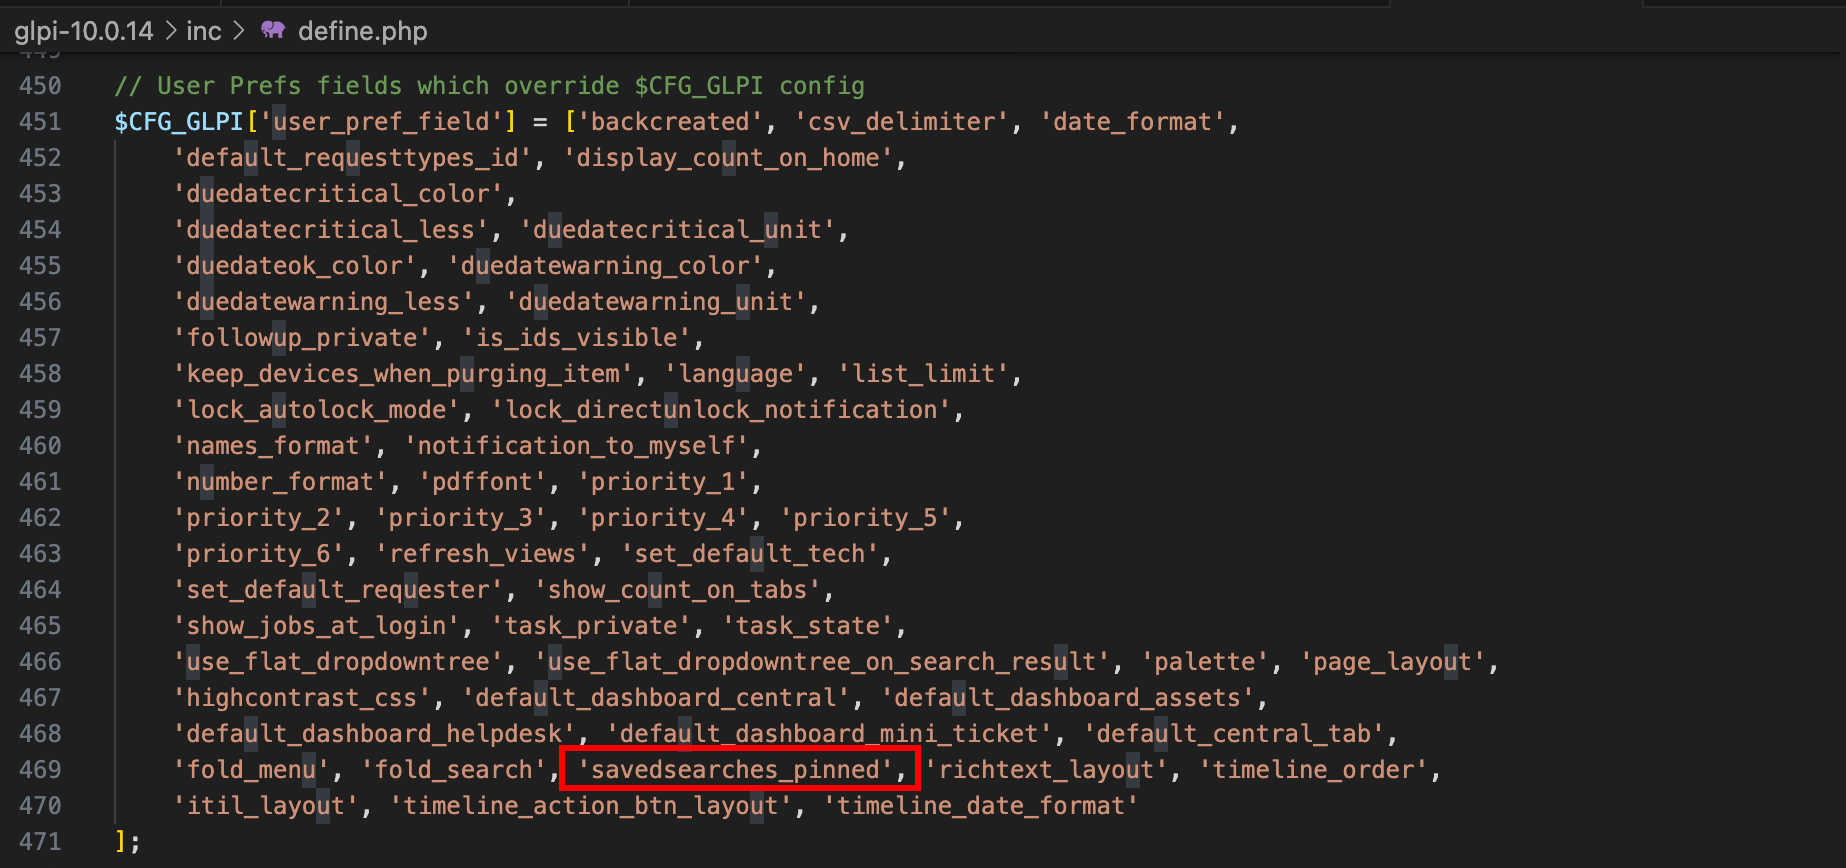 glpi-10.0.14 > inc > define.php
449
450 // User Prefs fields which override $CFG_GLPI config
451 $CFG_GLPI['user_pref_field'] = ['backcreated', 'csv_delimiter', 'date_format',
452 'default_requesttypes_id', 'display_count_on_home',
453 'duedatecritical_color',
454 'duedatecritical_less', 'duedatecritical_unit',
455 'duedateok_color', 'duedatewarning_color',
456 'duedatewarning_less', 'duedatewarning_unit',
457 'followup_private', 'is_ids_visible',
458 'keep_devices_when_purging_item', 'language', 'list_limit',
459 'lock_autolock_mode', 'lock_directunlock_notification',
460 'names_format', 'notification_to_myself',
461 'number_format', 'pdffont', 'priority_1',
462 'priority_2', 'priority_3', 'priority_4', 'priority_5',
463 'priority_6', 'refresh_views', 'set_default_tech',
464 'set_default_requester', 'show_count_on_tabs',
465 'show_jobs_at_login', 'task_private', 'task_state',
466 'use_flat_dropdowntree', 'use_flat_dropdowntree_on_search_result', 'palette', 'page_layout',
467 'highcontrast_css', 'default_dashboard_central', 'default_dashboard_assets',
468 'default_dashboard_helpdesk', 'default_dashboard_mini_ticket', 'default_central_tab',
469 'fold_menu', 'fold_search', 'savedsearches_pinned', 'richtext_layout', 'timeline_order',
470 'itil_layout', 'timeline_action_btn_layout', 'timeline_date_format'
471 ];